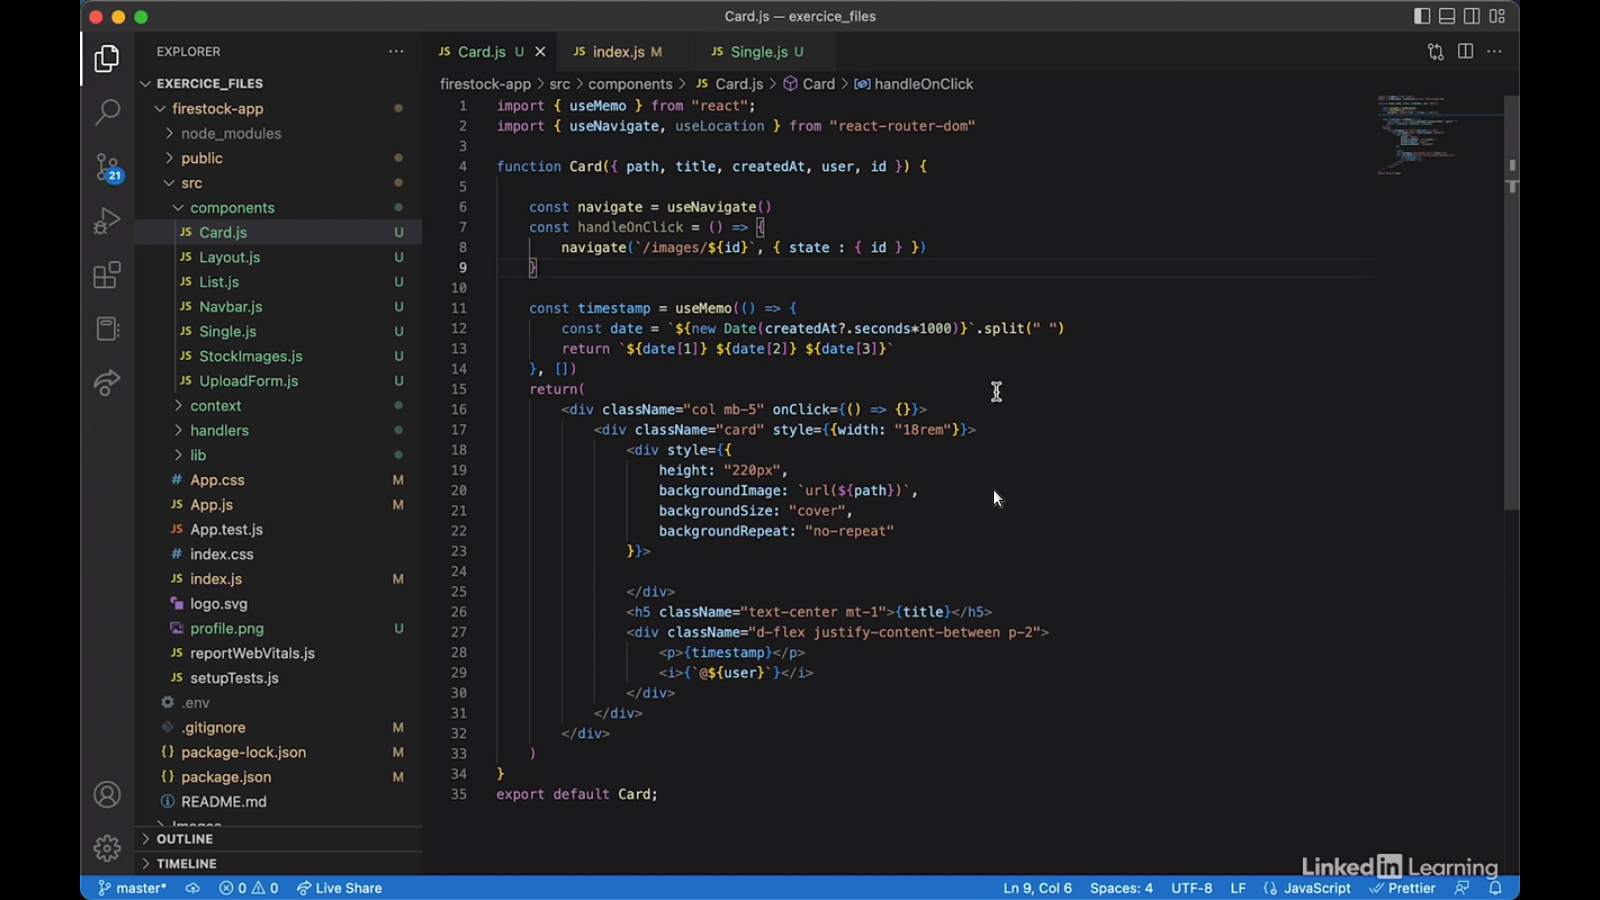 Card.js — exercice_files
EXPLORER
EXERCICE_FILES
firestock-app
node_modules
public
src
components
JS Card.js U
JS Layout.js U
JS List.js U
JS Navbar.js U
JS Single.js U
JS StockImages.js U
JS UploadForm.js U
context
handlers
lib
# App.css M
JS App.js M
JS App.test.js
# index.css
JS index.js M
logo.svg
profile.png U
JS reportWebVitals.js
JS setupTests.js
.env
.gitignore M
{} package-lock.json M
{} package.json M
README.md
Images
OUTLINE
TIMELINE
21
JS Card.js U
JS index.js M
JS Single.js U
firestock-app > src > components > JS Card.js > Card > handleOnClick
1 import { useMemo } from "react";
2 import { useNavigate, useLocation } from "react-router-dom"
3
4 function Card({ path, title, createdAt, user, id }) {
5
6 const navigate = useNavigate()
7 const handleOnClick = () => {
8 navigate(`/images/${id}`, { state : { id } })
9 }
10
11 const timestamp = useMemo(() => {
12 const date = `${new Date(createdAt?.seconds*1000)}`.split(" ")
13 return `${date[1]} ${date[2]} ${date[3]}`
14 }, [])
15 return(
16 <div className="col mb-5" onClick={() => {}}>
17 <div className="card" style={{width: "18rem"}}>
18 <div style={{
19 height: "220px",
20 backgroundImage: `url(${path})`,
21 backgroundSize: "cover",
22 backgroundRepeat: "no-repeat"
23 }}>
24
25 </div>
26 <h5 className="text-center mt-1">{title}</h5>
27 <div className="d-flex justify-content-between p-2">
28 <p>{timestamp}</p>
29 <i>{`@${user}`}</i>
30 </div>
31 </div>
32 </div>
33 )
34 }
35 export default Card;
LinkedIn Learning
master* 0 0 Live Share Ln 9, Col 6 Spaces: 4 UTF-8 LF {} JavaScript Prettier